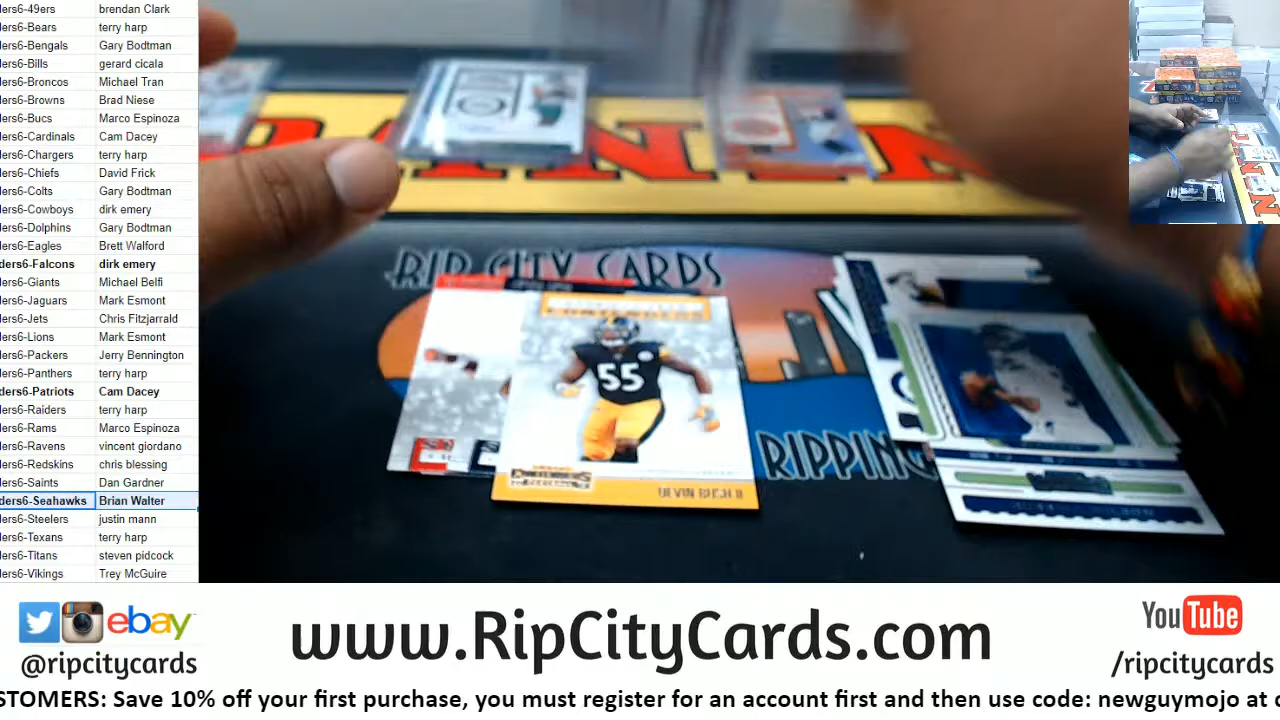 ders6-49ers brendan Clark
ders6-Bears terry harp
ders6-Bengals Gary Bodtman
ders6-Bills gerard cicala
ders6-Broncos Michael Tran
ders6-Browns Brad Niese
ders6-Bucs Marco Espinoza
ders6-Cardinals Cam Dacey
ders6-Chargers terry harp
ders6-Chiefs David Frick
ders6-Colts Gary Bodtman
ders6-Cowboys dirk emery
ders6-Dolphins Gary Bodtman
ders6-Eagles Brett Walford
ders6-Falcons dirk emery
ders6-Giants Michael Belfi
ders6-Jaguars Mark Esmont
ders6-Jets Chris Fitzjarrald
ders6-Lions Mark Esmont
ders6-Packers Jerry Bennington
ders6-Panthers terry harp
ders6-Patriots Cam Dacey
ders6-Raiders terry harp
ders6-Rams Marco Espinoza
ders6-Ravens vincent giordano
ders6-Redskins chris blessing
ders6-Saints Dan Gardner
ders6-Seahawks Brian Walter
ders6-Steelers justin mann
ders6-Texans terry harp
ders6-Titans steven pidcock
ders6-Vikings Trey McGuire
RIP CITY CARDS
55
CONTENDERS
DEVIN BUSH II
RIPPING
ebay
@ripcitycards
www.RipCityCards.com
YouTube
/ripcitycards
STOMERS: Save 10% off your first purchase, you must register for an account first and then use code: newguymojo at c